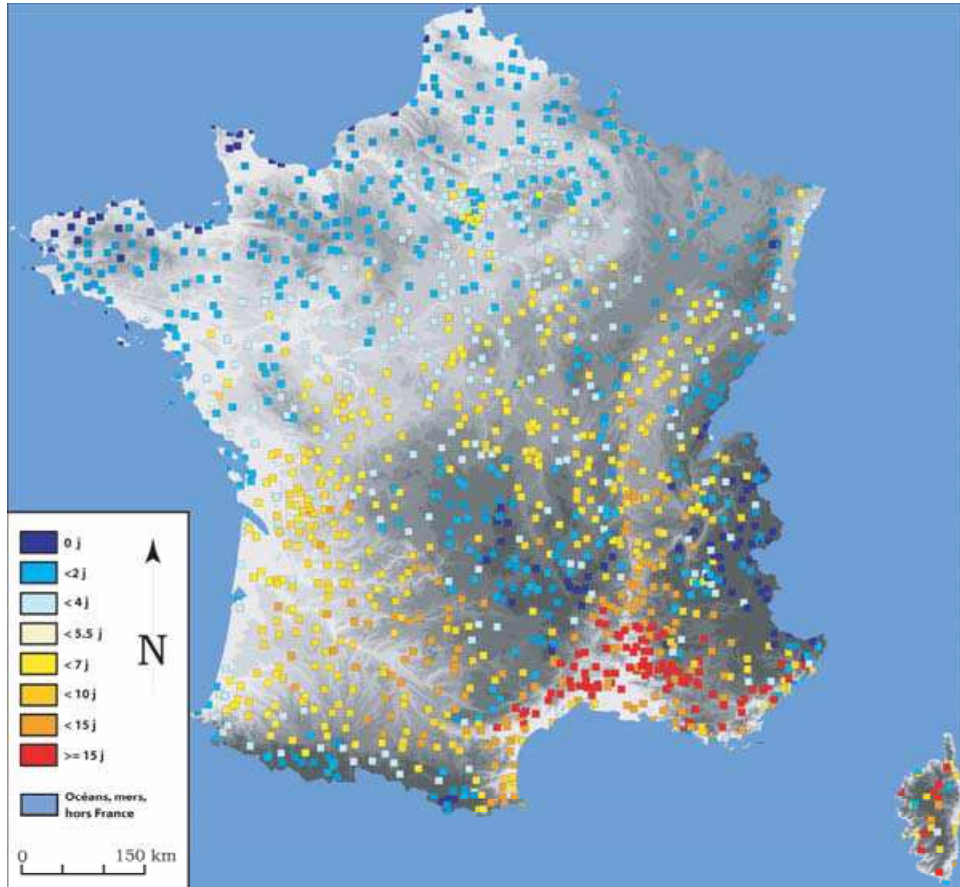 0 j
<2 j
< 4 j
< 5.5 j
<7 j
< 10 j
< 15 j
>= 15 j
N
Océans, mers,
hors France
0 150 km